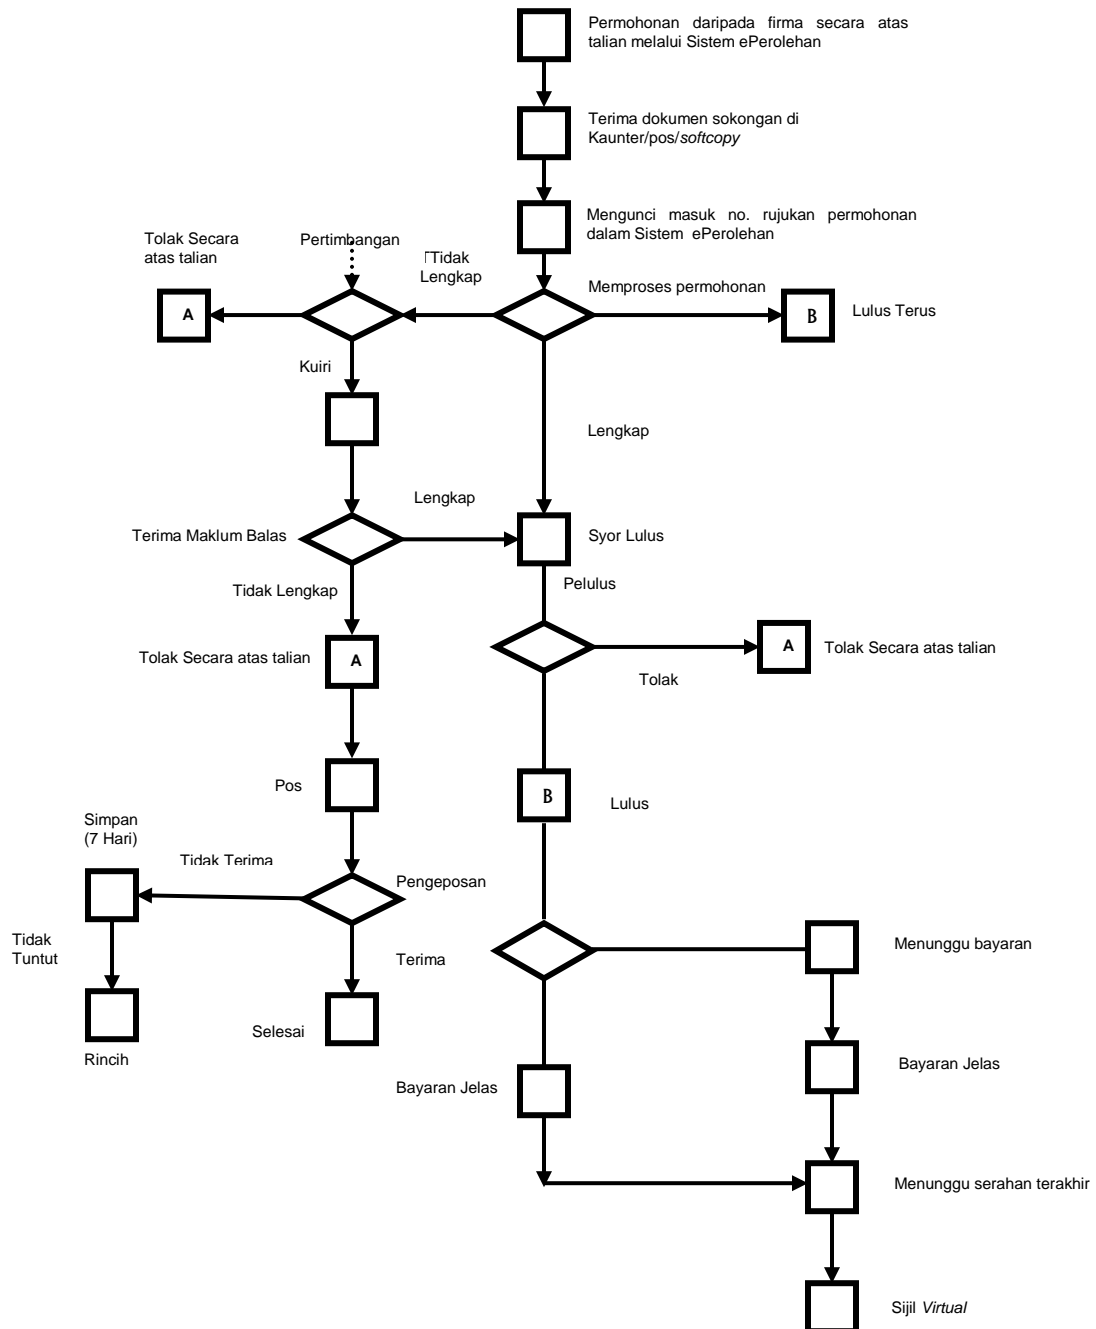 Permohonan daripada firma secara atas
talian melalui Sistem ePerolehan
Terima dokumen sokongan di
Kaunter/pos/softcopy
Mengunci masuk no. rujukan permohonan
dalam Sistem ePerolehan
Tolak Secara
atas talian
Pertimbangan
Tidak
Lengkap
Memproses permohonan
A
B
Lulus Terus
Kuiri
Lengkap
Lengkap
Terima Maklum Balas
Syor Lulus
Tidak Lengkap
Pelulus
Tolak Secara atas talian
A
A
Tolak Secara atas talian
Tolak
Pos
B
Lulus
Simpan
(7 Hari)
Tidak Terima
Pengeposan
Tidak
Tuntut
Terima
Menunggu bayaran
Selesai
Rincih
Bayaran Jelas
Bayaran Jelas
Menunggu serahan terakhir
Sijil Virtual